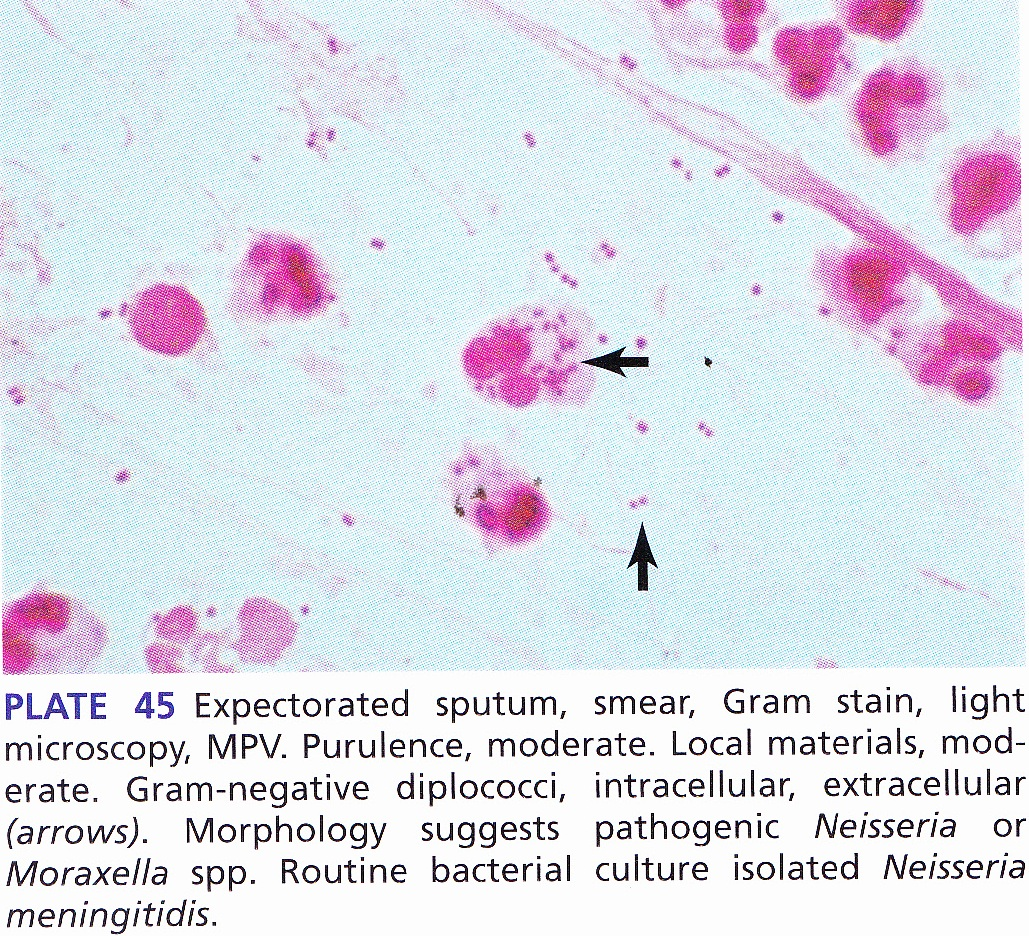 PLATE 45 Expectorated sputum, smear, Gram stain, light
microscopy, MPV. Purulence, moderate. Local materials, mod-
erate. Gram-negative diplococci, intracellular, extracellular
(arrows). Morphology suggests pathogenic Neisseria or
Moraxella spp. Routine bacterial culture isolated Neisseria
meningitidis.